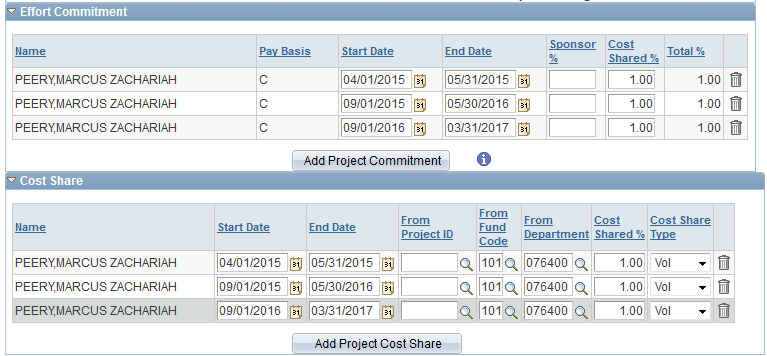 Effort Commitment
Name Pay Basis Start Date End Date Sponsor % Cost Shared % Total %
PEERY,MARCUS ZACHARIAH C 04/01/2015 05/31/2015 1.00 1.00
PEERY,MARCUS ZACHARIAH C 09/01/2015 05/30/2016 1.00 1.00
PEERY,MARCUS ZACHARIAH C 09/01/2016 03/31/2017 1.00 1.00
Add Project Commitment
Cost Share
Name Start Date End Date From Project ID From Fund Code From Department Cost Shared % Cost Share Type
PEERY,MARCUS ZACHARIAH 04/01/2015 05/31/2015 101 076400 1.00 Vol
PEERY,MARCUS ZACHARIAH 09/01/2015 05/30/2016 101 076400 1.00 Vol
PEERY,MARCUS ZACHARIAH 09/01/2016 03/31/2017 101 076400 1.00 Vol
Add Project Cost Share